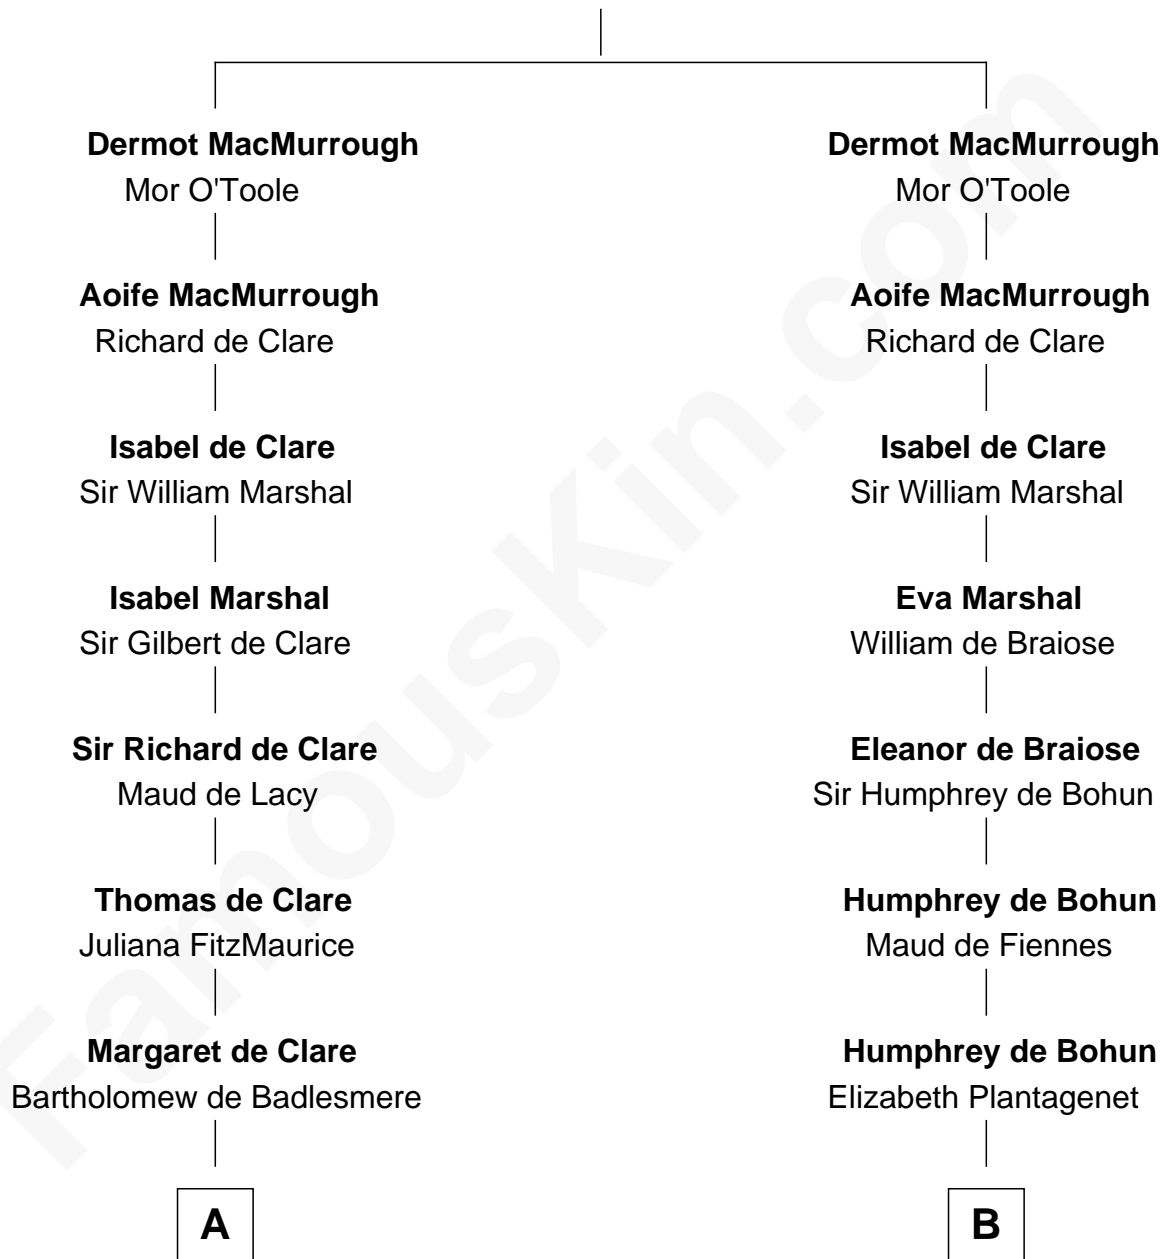 Dermot MacMurrough
Mor O'Toole
Aoife MacMurrough
Richard de Clare
Isabel de Clare
Sir William Marshal
Isabel Marshal
Sir Gilbert de Clare
Sir Richard de Clare
Maud de Lacy
Thomas de Clare
Juliana FitzMaurice
Margaret de Clare
Bartholomew de Badlesmere
A
Dermot MacMurrough
Mor O'Toole
Aoife MacMurrough
Richard de Clare
Isabel de Clare
Sir William Marshal
Eva Marshal
William de Braiose
Eleanor de Braiose
Sir Humphrey de Bohun
Humphrey de Bohun
Maud de Fiennes
Humphrey de Bohun
Elizabeth Plantagenet
B
FamousKin.com